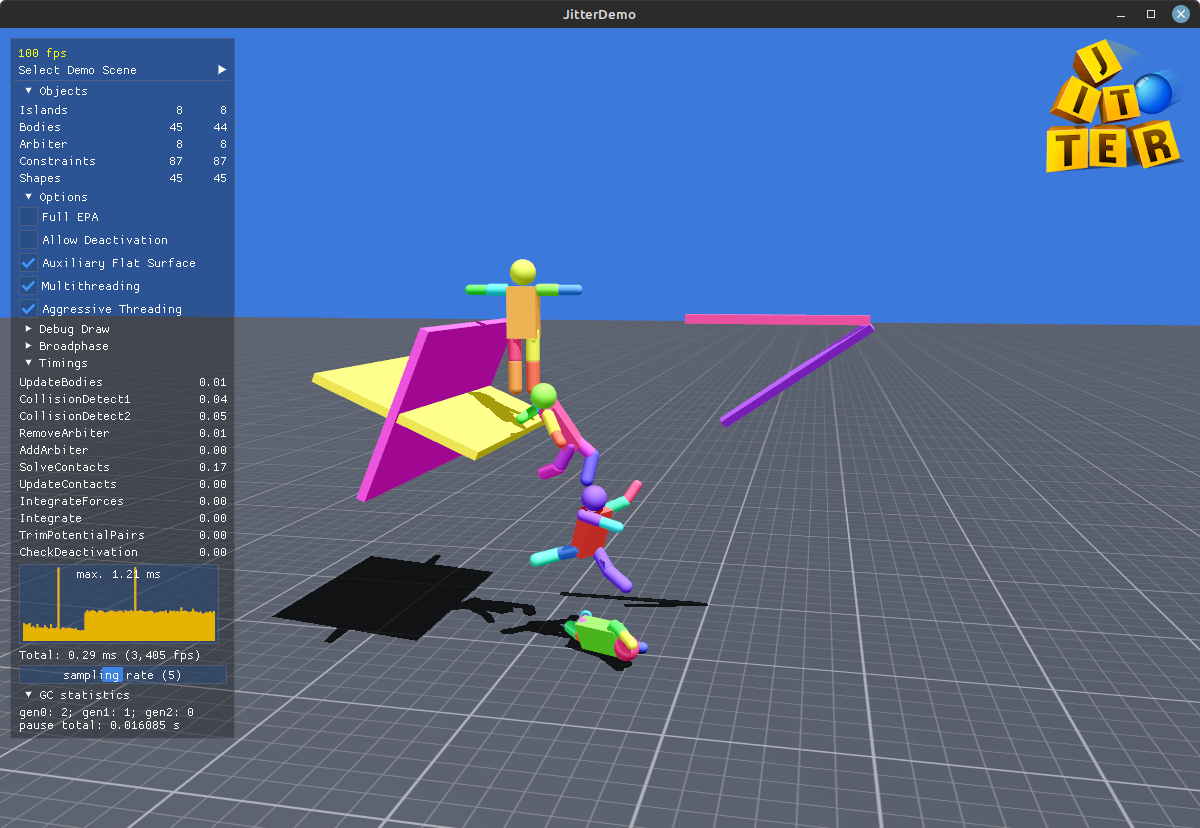 JitterDemo
100 fps
Select Demo Scene
Objects
Islands 8 8
Bodies 45 44
Arbiter 8 8
Constraints 87 87
Shapes 45 45
Options
Full EPA
Allow Deactivation
Auxiliary Flat Surface
Multithreading
Aggressive Threading
Debug Draw
Broadphase
Timings
UpdateBodies 0.01
CollisionDetect1 0.04
CollisionDetect2 0.05
RemoveArbiter 0.01
AddArbiter 0.00
SolveContacts 0.17
UpdateContacts 0.00
IntegrateForces 0.00
Integrate 0.00
TrimPotentialPairs 0.00
CheckDeactivation 0.00
max. 1.21 ms
Total: 0.29 ms (3,405 fps)
sampling rate (5)
GC statistics
gen0: 2; gen1: 1; gen2: 0
pause total: 0.016085 s
J
IT
TER